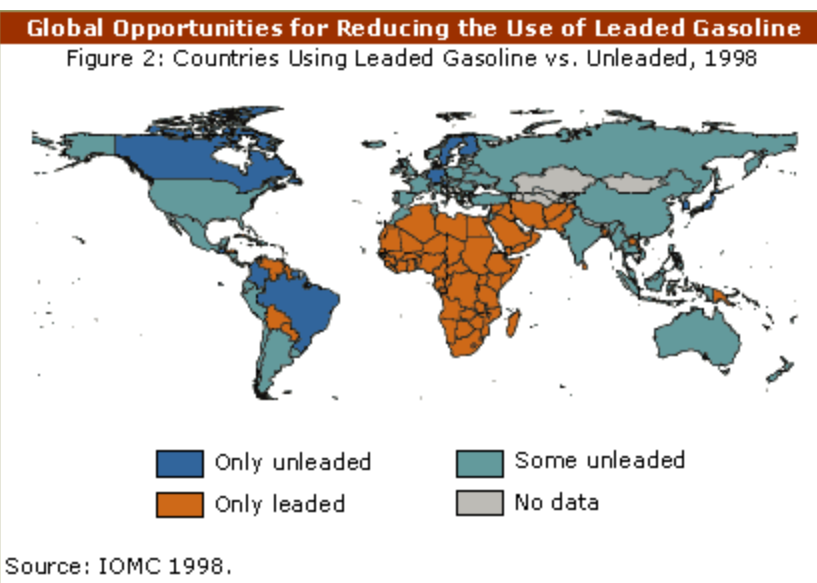 Global Opportunities for Reducing the Use of Leaded Gasoline
Figure 2: Countries Using Leaded Gasoline vs. Unleaded, 1998
Only unleaded
Some unleaded
Only leaded
No data
Source: IOMC 1998.